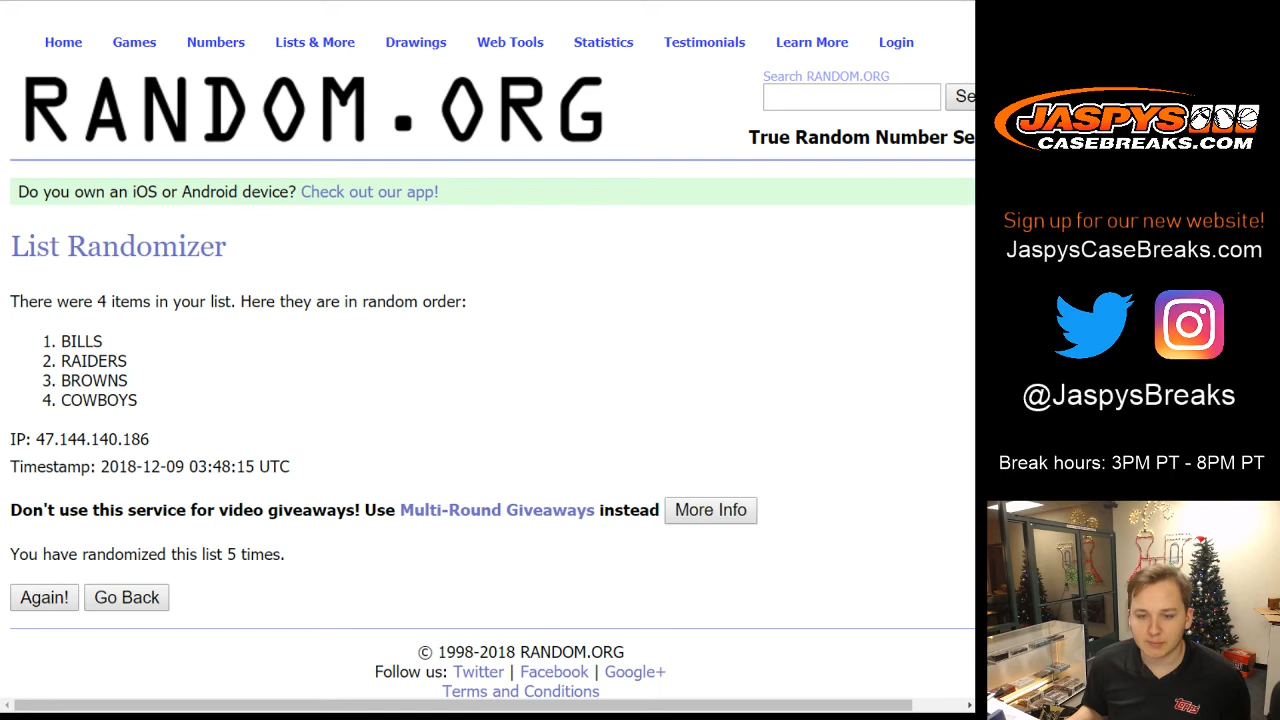 Home Games Numbers Lists & More Drawings Web Tools Statistics Testimonials Learn More Login
RANDOM.ORG
Search RANDOM.ORG
Se
True Random Number Se
Do you own an iOS or Android device? Check out our app!
List Randomizer
There were 4 items in your list. Here they are in random order:
1. BILLS
2. RAIDERS
3. BROWNS
4. COWBOYS
IP: 47.144.140.186
Timestamp: 2018-12-09 03:48:15 UTC
Don't use this service for video giveaways! Use Multi-Round Giveaways instead More Info
You have randomized this list 5 times.
Again! Go Back
© 1998-2018 RANDOM.ORG
Follow us: Twitter | Facebook | Google+
Terms and Conditions
JASPYS
CASEBREAKS.COM
Sign up for our new website!
JaspysCaseBreaks.com
@JaspysBreaks
Break hours: 3PM PT - 8PM PT
Topps